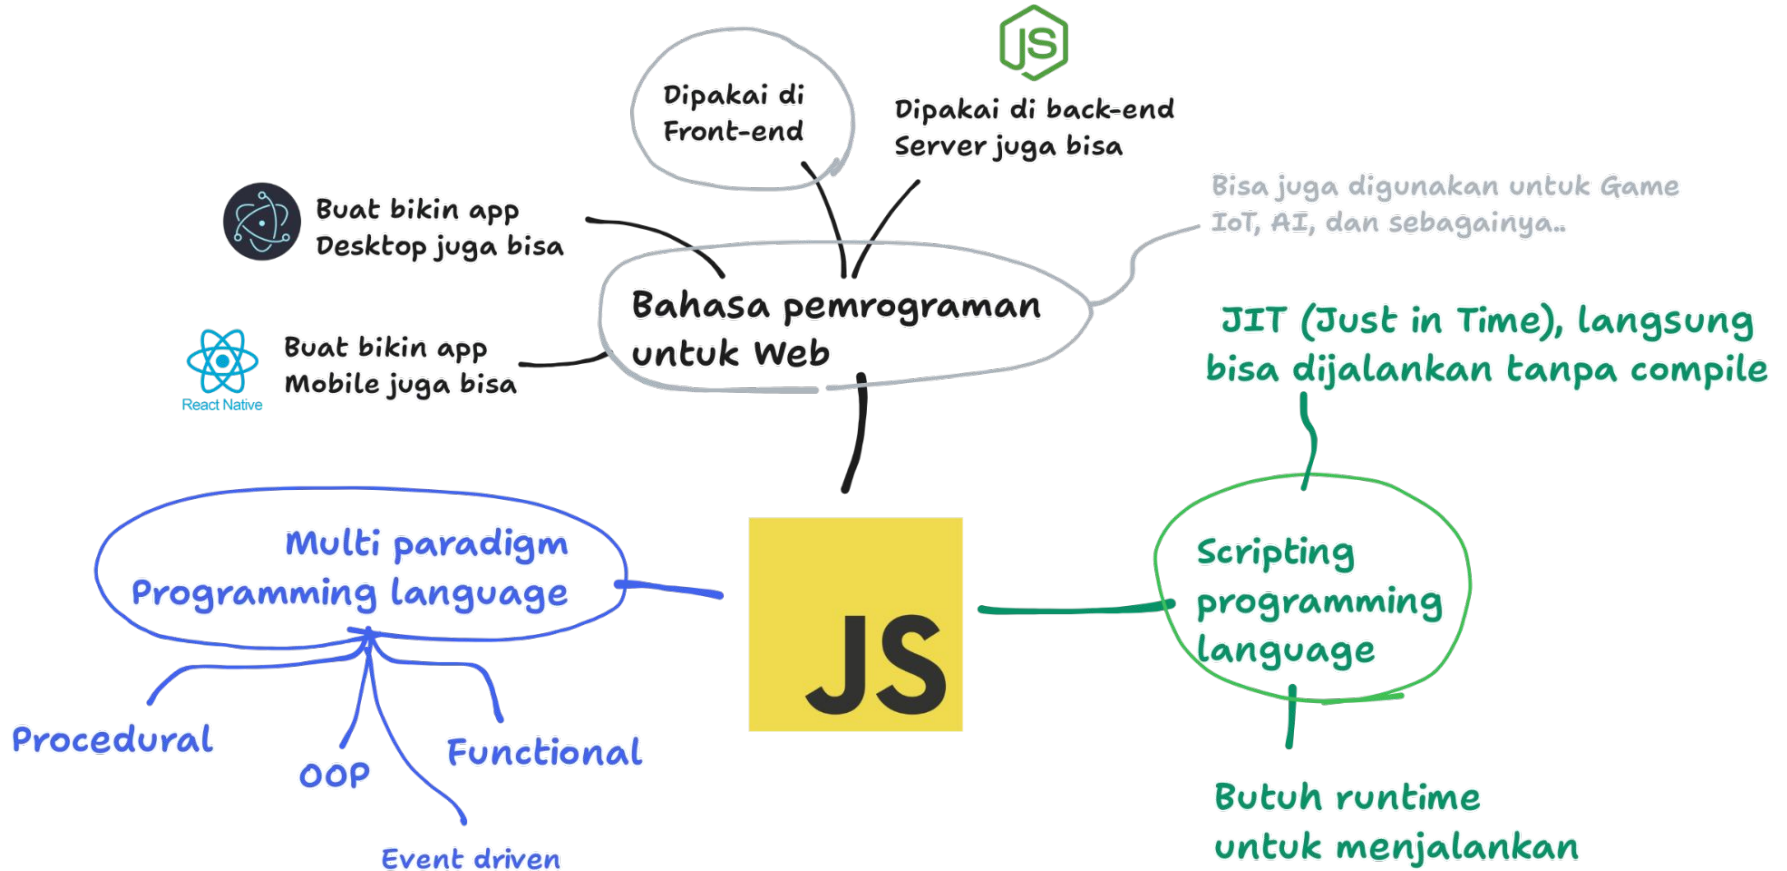 JS
Dipakai di
Front-end
Dipakai di back-end
Server juga bisa
Bisa juga digunakan untuk Game
IoT, AI, dan sebagainya..
Buat bikin app
Desktop juga bisa
Bahasa pemrograman
untuk Web
React Native
Buat bikin app
Mobile juga bisa
JIT (Just in Time), langsung
bisa dijalankan tanpa compile
Multi paradigm
Programming language
JS
Scripting
programming
language
Procedural
OOP
Functional
Event driven
Butuh runtime
untuk menjalankan